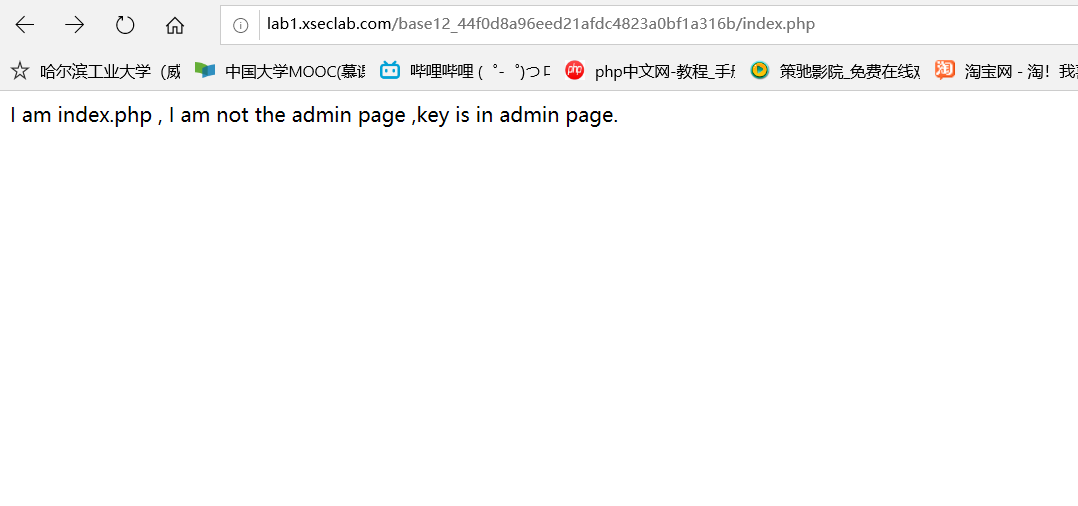 lab1.xseclab.com/base12_44f0d8a96eed21afdc4823a0bf1a316b/index.php
哈尔滨工业大学（威 中国大学MOOC(慕 哔哩哔哩 ( ゜- ゜)つロ php中文网-教程_手 策驰影院_免费在线 淘宝网 - 淘！我
I am index.php , I am not the admin page ,key is in admin page.